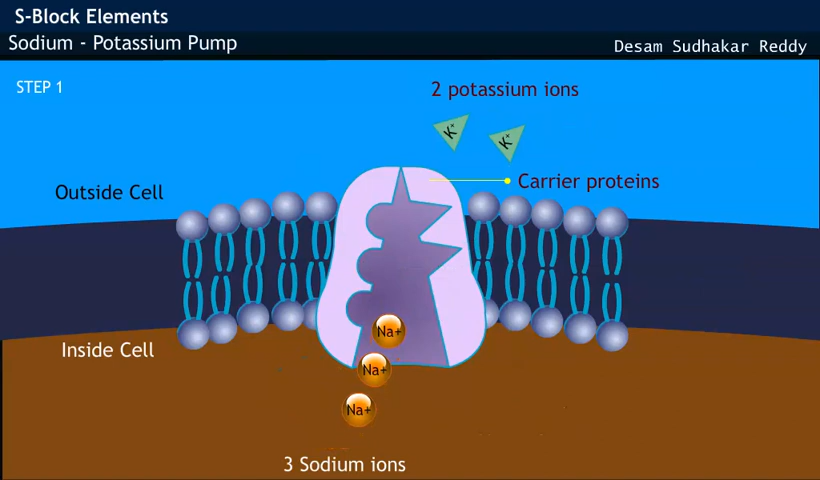 S-Block Elements
Sodium - Potassium Pump
Desam Sudhakar Reddy
STEP 1
2 potassium ions
K+
K+
Carrier proteins
Outside Cell
Na+
Inside Cell
Na+
Na+
3 Sodium ions